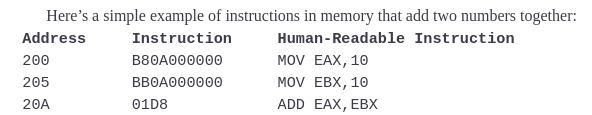 Here’s a simple example of instructions in memory that add two numbers together:
Address Instruction Human-Readable Instruction
200 B80A000000 MOV EAX,10
205 BB0A000000 MOV EBX,10
20A 01D8 ADD EAX,EBX